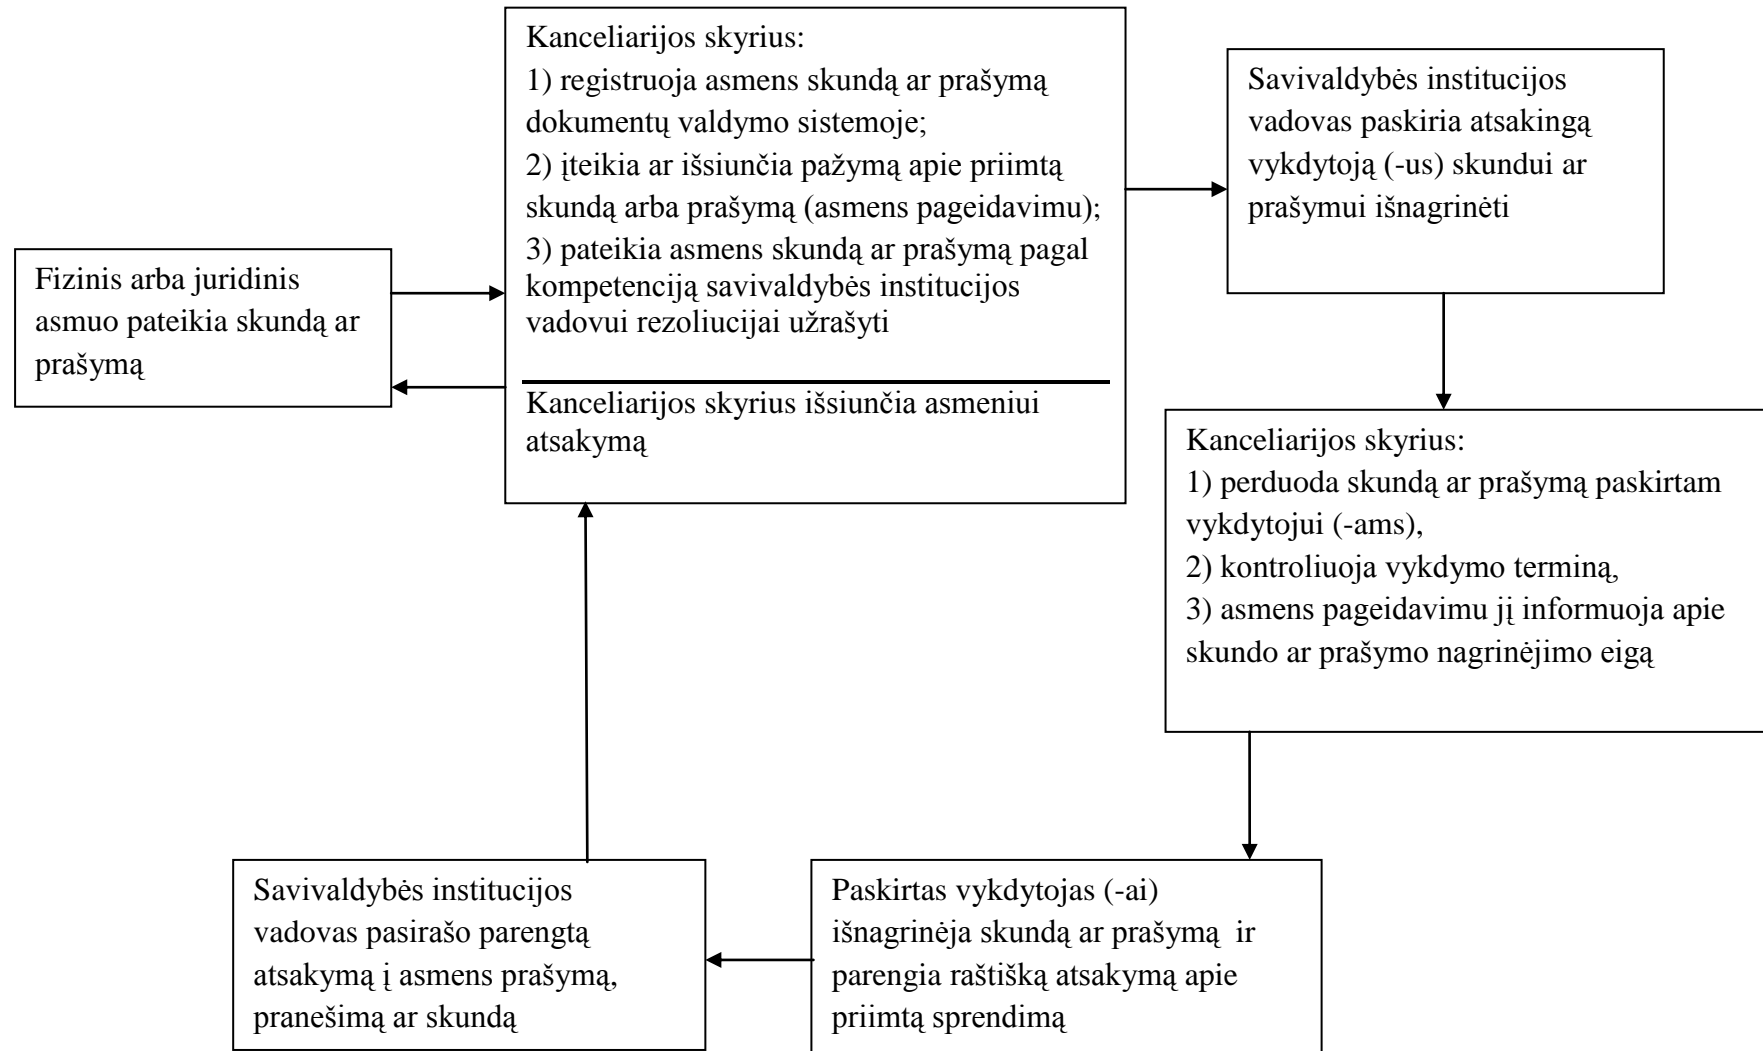 Fizinis arba juridinis
asmuo pateikia skundą ar
prašymą
Kanceliarijos skyrius:
1) registruoja asmens skundą ar prašymą
dokumentų valdymo sistemoje;
2) įteikia ar išsiunčia pažymą apie priimtą
skundą arba prašymą (asmens pageidavimu);
3) pateikia asmens skundą ar prašymą pagal
kompetenciją savivaldybės institucijos
vadovui rezoliucijai užrašyti
Kanceliarijos skyrius išsiunčia asmeniui
atsakymą
Savivaldybės institucijos
vadovas paskiria atsakingą
vykdytoją (-us) skundui ar
prašymui išnagrinėti
Kanceliarijos skyrius:
1) perduoda skundą ar prašymą paskirtam
vykdytojui (-ams),
2) kontroliuoja vykdymo terminą,
3) asmens pageidavimu jį informuoja apie
skundo ar prašymo nagrinėjimo eigą
Paskirtas vykdytojas (-ai)
išnagrinėja skundą ar prašymą  ir
parengia raštišką atsakymą apie
priimtą sprendimą
Savivaldybės institucijos
vadovas pasirašo parengtą
atsakymą į asmens prašymą,
pranešimą ar skundą